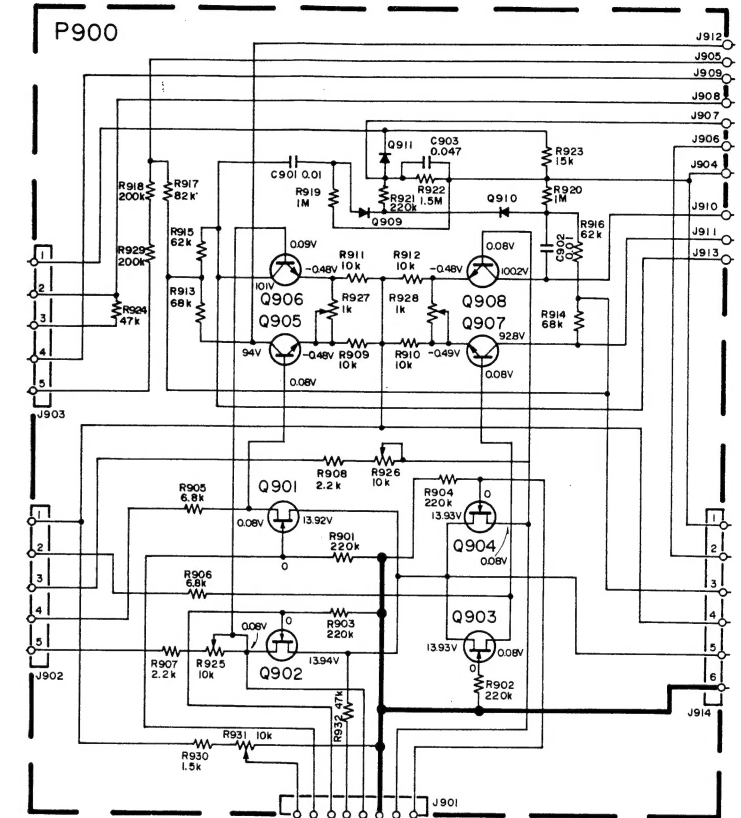 P900
J912
J905
J909
J908
J907
J906
J904
J910
J911
J913
Q911
C903
0.047
R923
15k
C901 0.01
R919
1M
R921
220k
R922
1.5M
Q909
Q910
R920
1M
R918
200k
R917
82k
R929
200k
R915
62k
R913
68k
C902
0.01
R916
62k
R914
68k
0.09V
-0.48V
101V
Q906
R911
10k
R912
10k
-0.48V
0.08V
100.2V
Q908
R927
1k
R928
1k
Q905
94V
-0.48V
0.08V
R909
10k
R910
10k
-0.49V
Q907
92.8V
0.08V
1
2
3
4
5
R924
47k
J903
R908
2.2k
R926
10k
R905
6.8k
Q901
0.08V
13.92V
0
R901
220k
R904
220k
0
13.93V
Q904
0.08V
R906
6.8k
R903
220k
0.08V
0
13.94V
Q902
R907
2.2k
R925
10k
Q903
13.93V
0.08V
0
R902
220k
R932 47k
R931 10k
R930
1.5k
1
2
3
4
5
J902
1
2
3
4
5
6
J914
J901